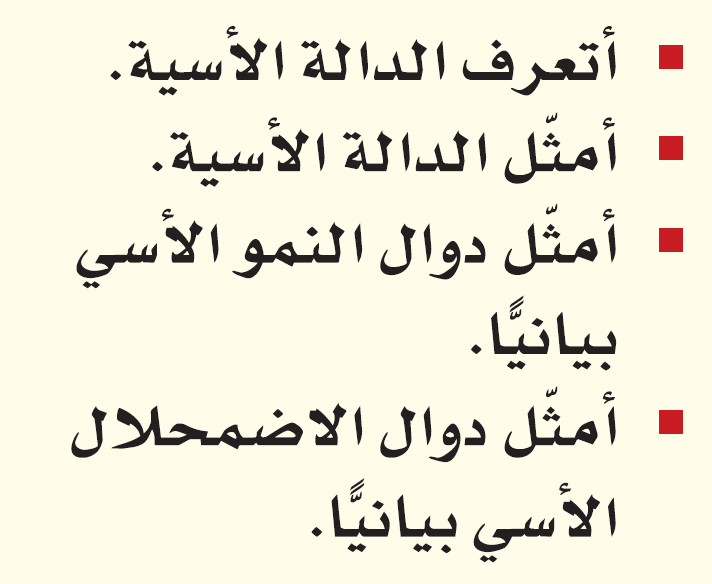 أتعرف الدالة الأسية.
أمثّل الدالة الأسية.
أمثّل دوال النمو الأسي
بيانيًّا.
أمثّل دوال الاضمحلال
الأسي بيانيًّا.